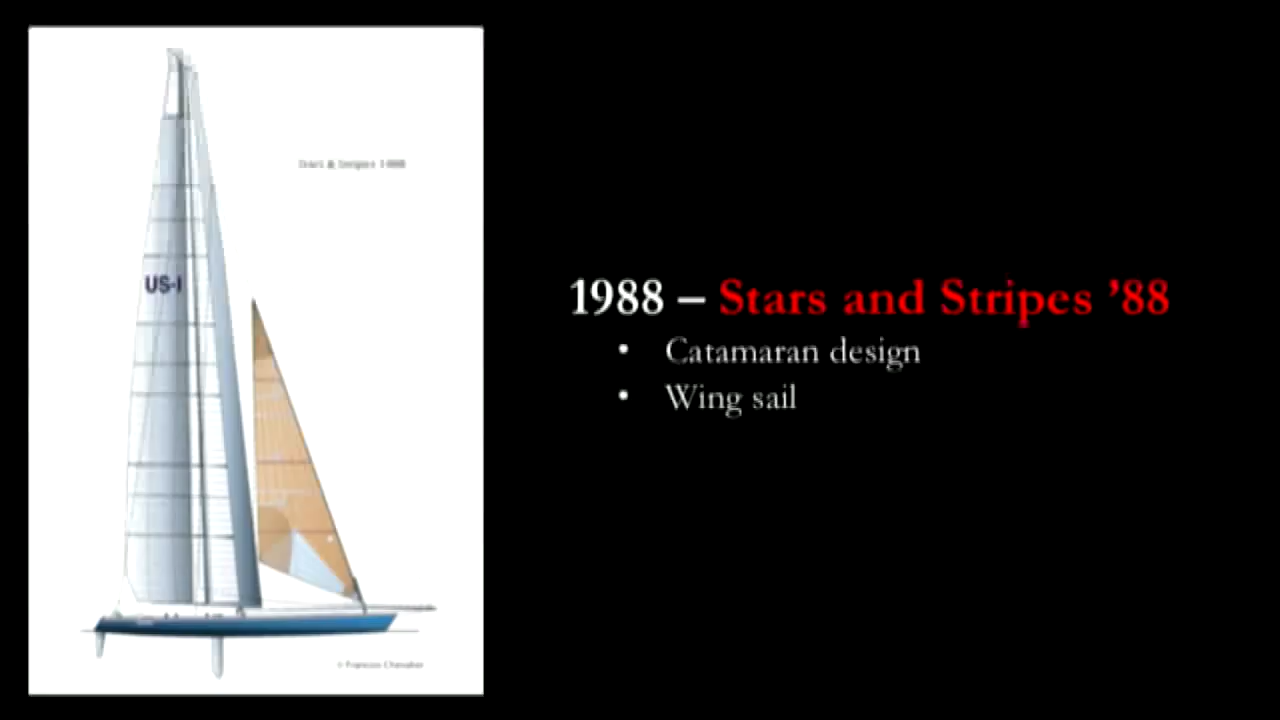 Stars & Stripes 1988
US-1
1988 – Stars and Stripes ’88
• Catamaran design
• Wing sail